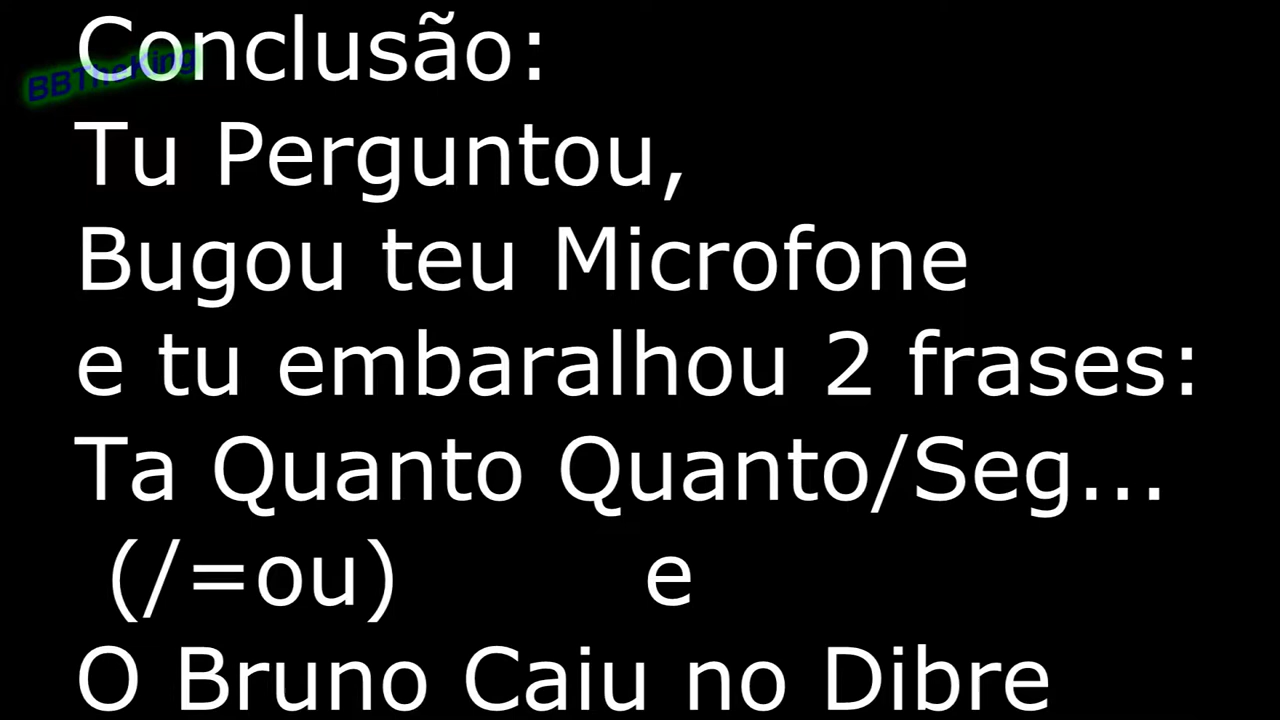 Conclusão:
BBTheKing
Tu Perguntou,
Bugou teu Microfone
e tu embaralhou 2 frases:
Ta Quanto Quanto/Seg...
(/=ou) e
O Bruno Caiu no Dibre